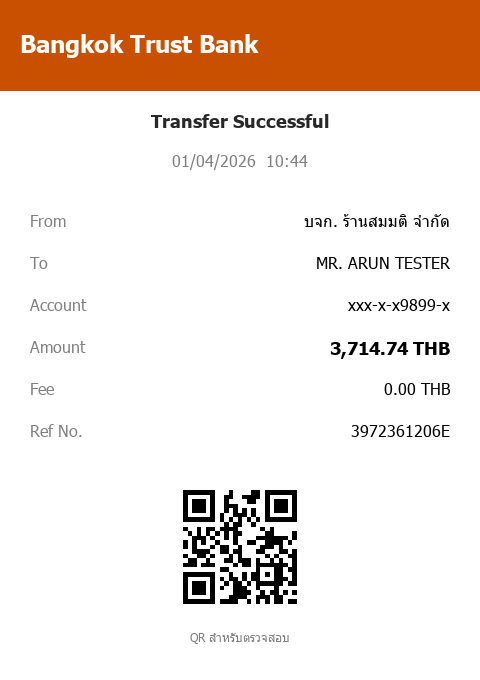 Bangkok Trust Bank
Transfer Successful
01/04/2026 10:44
From บจก. ร้านสมมติ จำกัด
To MR. ARUN TESTER
Account xxx-x-x9899-x
Amount 3,714.74 THB
Fee 0.00 THB
Ref No. 3972361206E
QR สำหรับตรวจสอบ